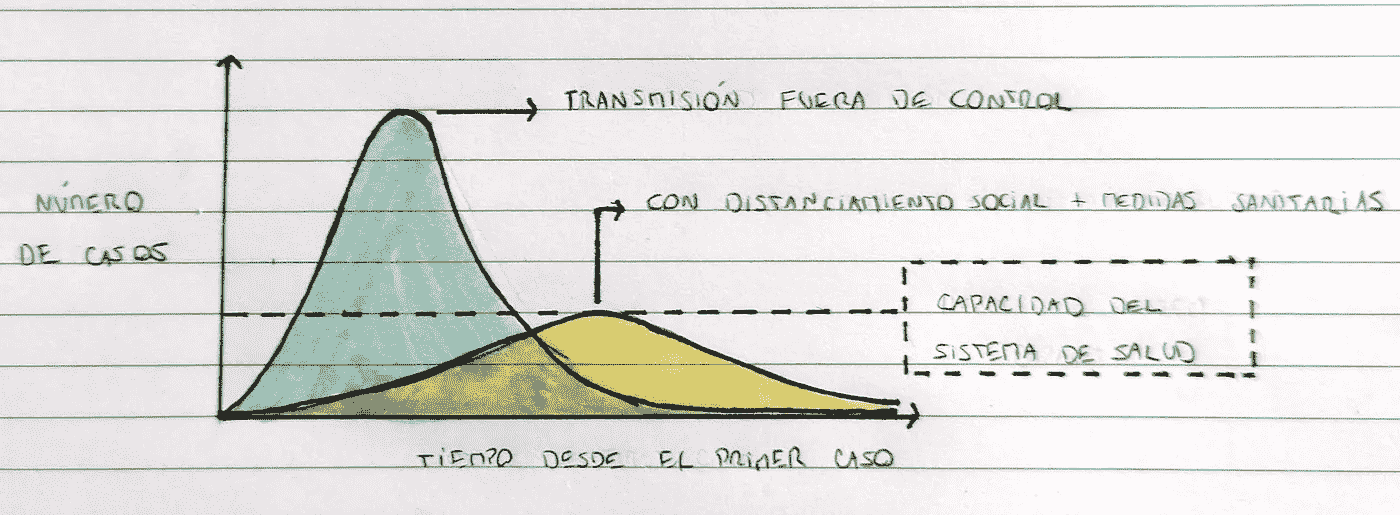 TRANSMISIÓN FUERA DE CONTROL
NÚMERO
DE CASOS
CON DISTANCIAMIENTO SOCIAL + MEDIDAS SANITARIAS
CAPACIDAD DEL
SISTEMA DE SALUD
TIEMPO DESDE EL PRIMER CASO